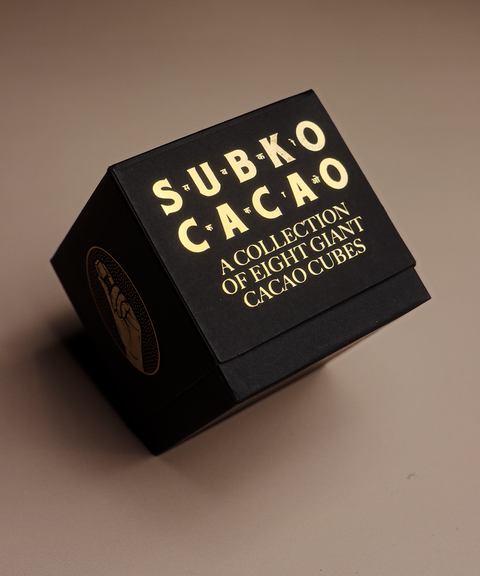 SUBKO
CACAO
A COLLECTION
OF EIGHT GIANT
CACAO CUBES